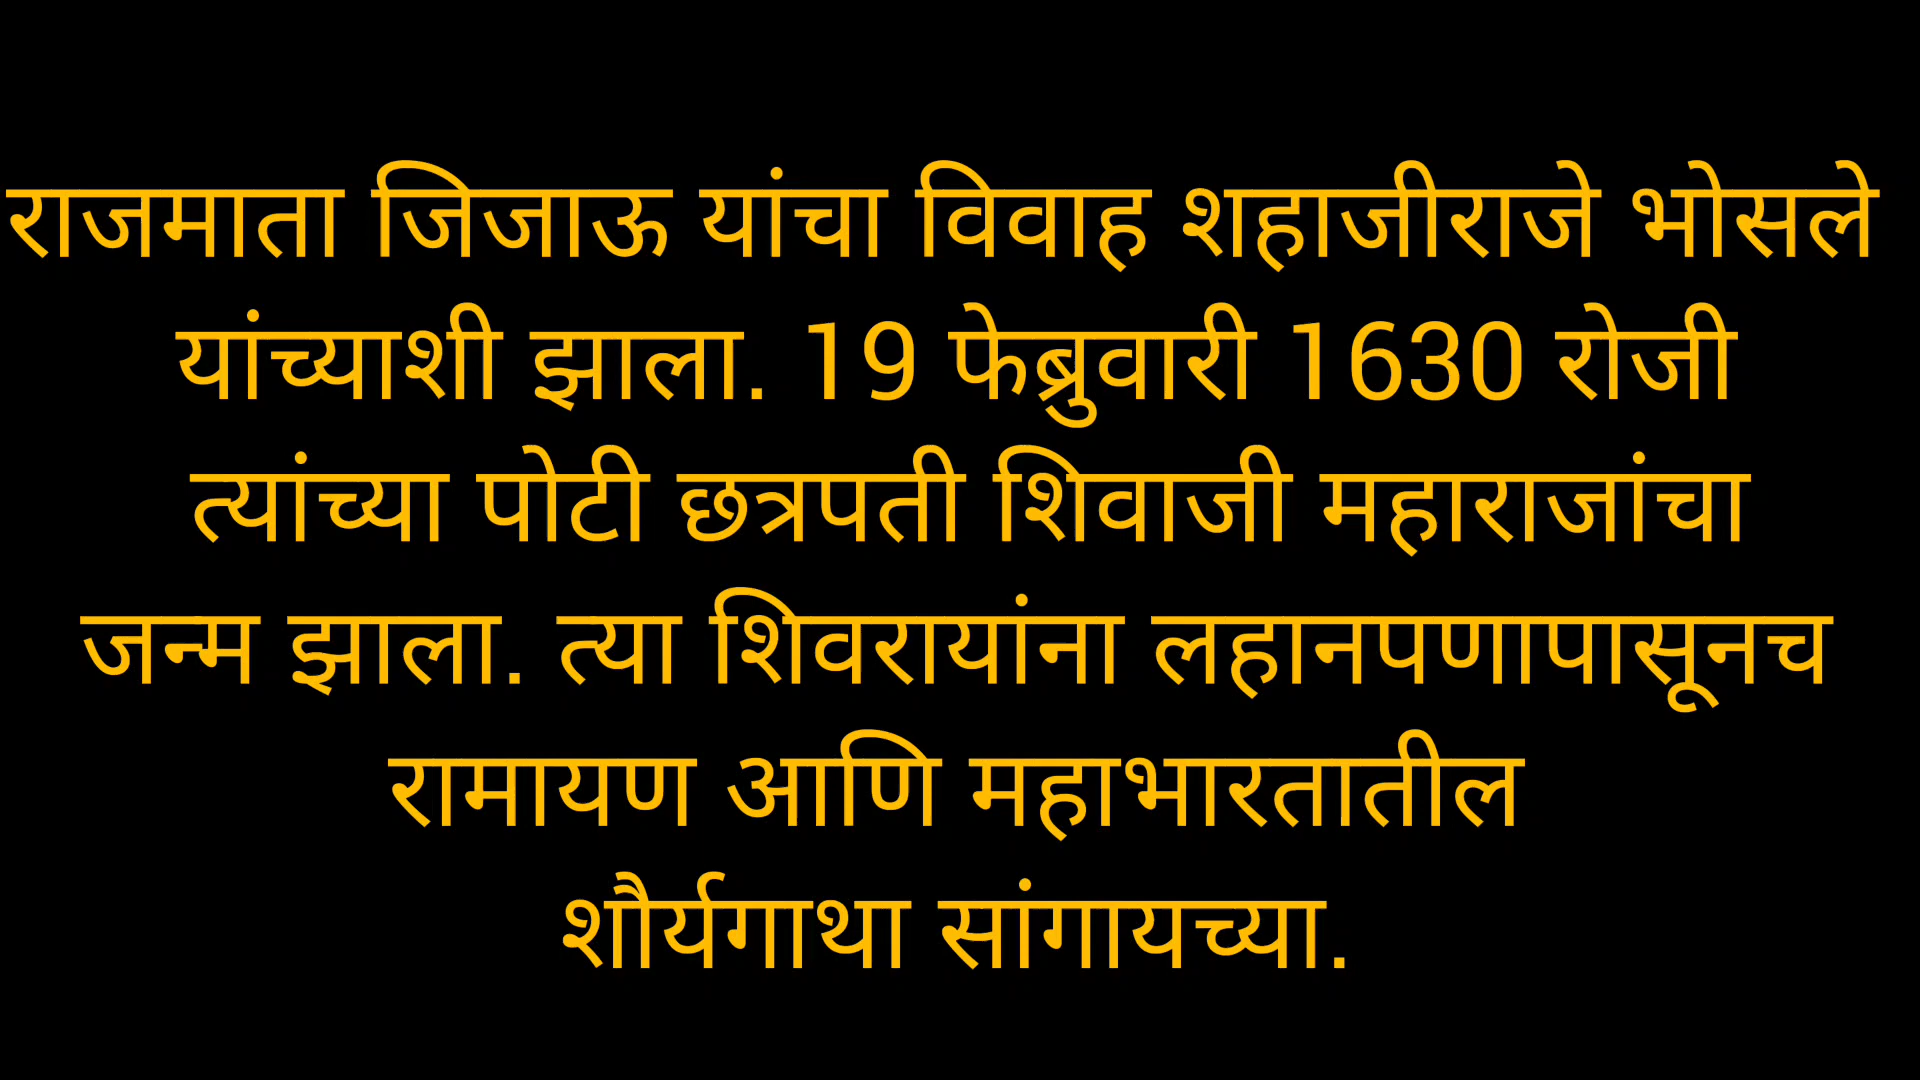 राजमाता जिजाऊ यांचा विवाह शहाजीराजे भोसले
यांच्याशी झाला. 19 फेब्रुवारी 1630 रोजी
त्यांच्या पोटी छत्रपती शिवाजी महाराजांचा
जन्म झाला. त्या शिवरायांना लहानपणापासूनच
रामायण आणि महाभारतातील
शौर्यगाथा सांगायच्या.